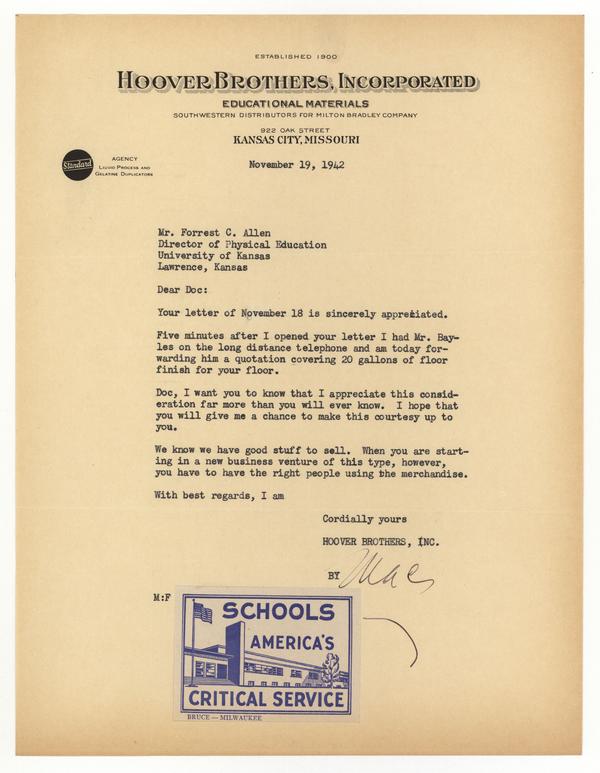 ESTABLISHED 1900
HOOVER BROTHERS, INCORPORATED
EDUCATIONAL MATERIALS
SOUTHWESTERN DISTRIBUTORS FOR MILTON BRADLEY COMPANY
922 OAK STREET
KANSAS CITY, MISSOURI
November 19, 1942
Standard
AGENCY
LIQUID PROCESS AND
GELATINE DUPLICATORS
Mr. Forrest C. Allen
Director of Physical Education
University of Kansas
Lawrence, Kansas
Dear Doc:
Your letter of November 18 is sincerely appreciated.
Five minutes after I opened your letter I had Mr. Bay-
les on the long distance telephone and am today for-
warding him a quotation covering 20 gallons of floor
finish for your floor.
Doc, I want you to know that I appreciate this consid-
eration far more than you will ever know. I hope that
you will give me a chance to make this courtesy up to
you.
We know we have good stuff to sell. When you are start-
ing in a new business venture of this type, however,
you have to have the right people using the merchandise.
With best regards, I am
Cordially yours
HOOVER BROTHERS, INC.
BY Mac
M:F
SCHOOLS
AMERICA'S
CRITICAL SERVICE
BRUCE — MILWAUKEE